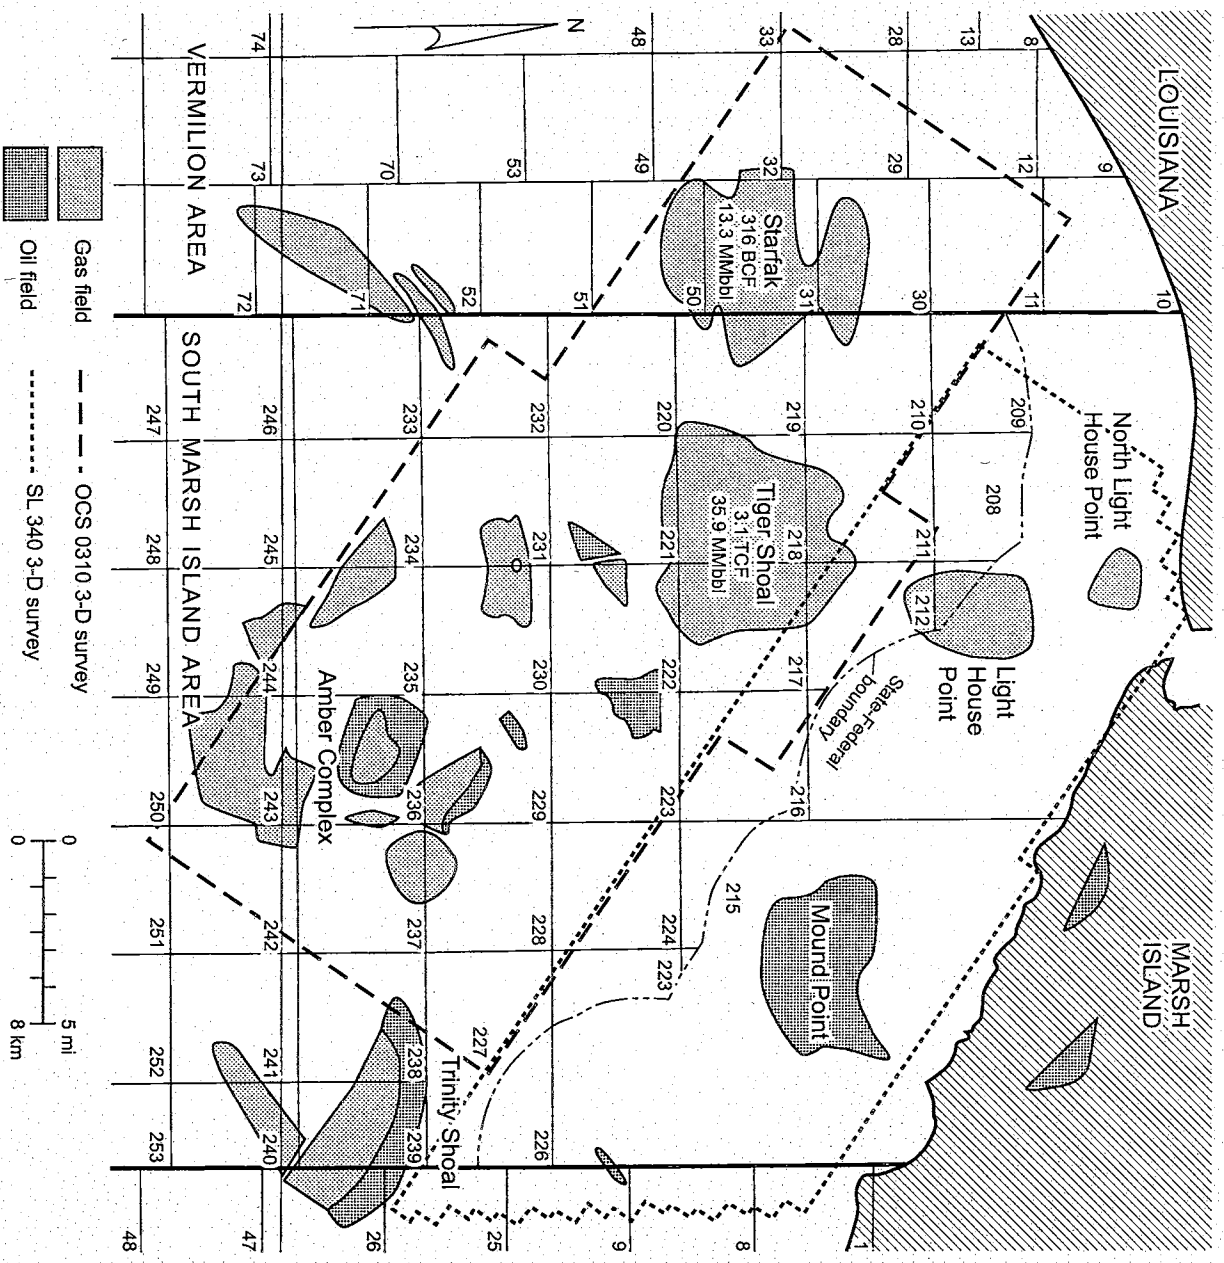 LOUISIANA
MARSH
ISLAND
North Light
House Point
Light
House
Point
State-Federal
boundary
Mound Point
Starfak
316 BCF
13.3 MMbbl
Tiger Shoal
3.1 TCF
35.9 MMbbl
Amber Complex
Trinity Shoal
VERMILION AREA
SOUTH MARSH ISLAND AREA
N
8
9
10
13
12
11
28
29
30
33
32
31
48
49
50
53
51
52
70
71
74
73
72
209
208
210
211
212
219
218
217
216
215
220
221
222
223
224
223
232
231
230
229
228
227
226
233
234
235
236
237
238
239
246
245
244
243
242
241
240
247
248
249
250
251
252
253
1
8
9
25
26
47
48
Gas field
Oil field
OCS 0310 3-D survey
SL 340 3-D survey
0 5 mi
0 8 km